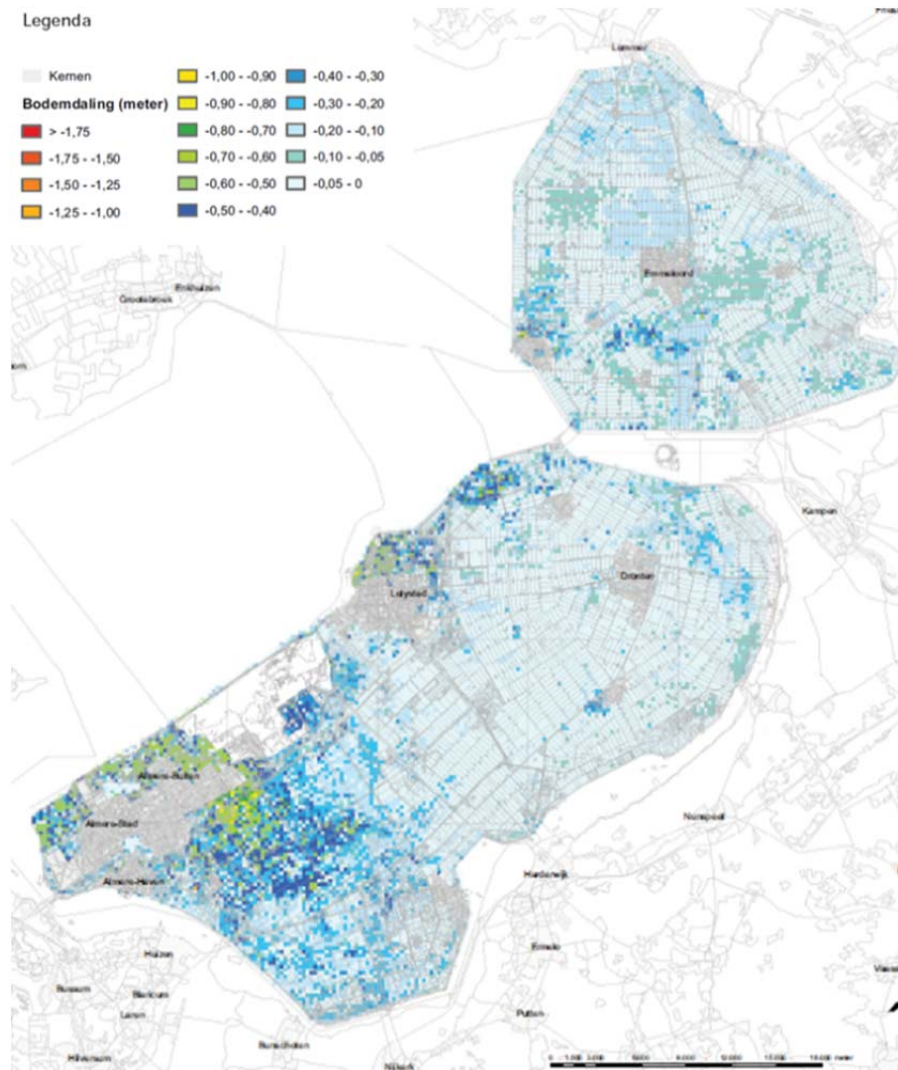 Legenda
Kernen
Bodemdaling (meter)
> -1,75
-1,75 - -1,50
-1,50 - -1,25
-1,25 - -1,00
-1,00 - -0,90
-0,90 - -0,80
-0,80 - -0,70
-0,70 - -0,60
-0,60 - -0,50
-0,50 - -0,40
-0,40 - -0,30
-0,30 - -0,20
-0,20 - -0,10
-0,10 - -0,05
-0,05 - 0
Lemmer
Emmeloord
Enkhuizen
Grootebroek
Kampen
Dronten
Lelystad
Almere-Buiten
Almere-Stad
Almere-Haven
Nunspeet
Harderwijk
Ermelo
Huizen
Bussum
Blaricum
Laren
Hilversum
Putten
Bunschoten
Nijkerk
meter